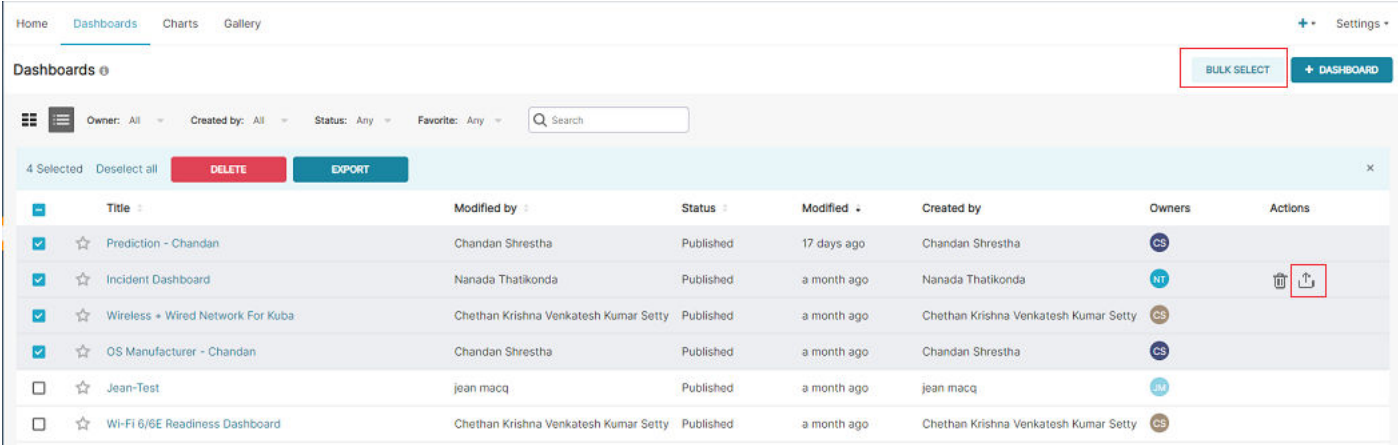 Home Dashboards Charts Gallery Settings
Dashboards BULK SELECT + DASHBOARD
Owner: All Created by: All Status: Any Favorite: Any Search
4 Selected Deselect all DELETE EXPORT ×
Title Modified by Status Modified Created by Owners Actions
Prediction - Chandan Chandan Shrestha Published 17 days ago Chandan Shrestha CS
Incident Dashboard Nanada Thatikonda Published a month ago Nanada Thatikonda NT
Wireless + Wired Network For Kuba Chethan Krishna Venkatesh Kumar Setty Published a month ago Chethan Krishna Venkatesh Kumar Setty CS
OS Manufacturer - Chandan Chandan Shrestha Published a month ago Chandan Shrestha CS
Jean-Test jean macq Published a month ago jean macq JM
Wi-Fi 6/6E Readiness Dashboard Chethan Krishna Venkatesh Kumar Setty Published a month ago Chethan Krishna Venkatesh Kumar Setty CS